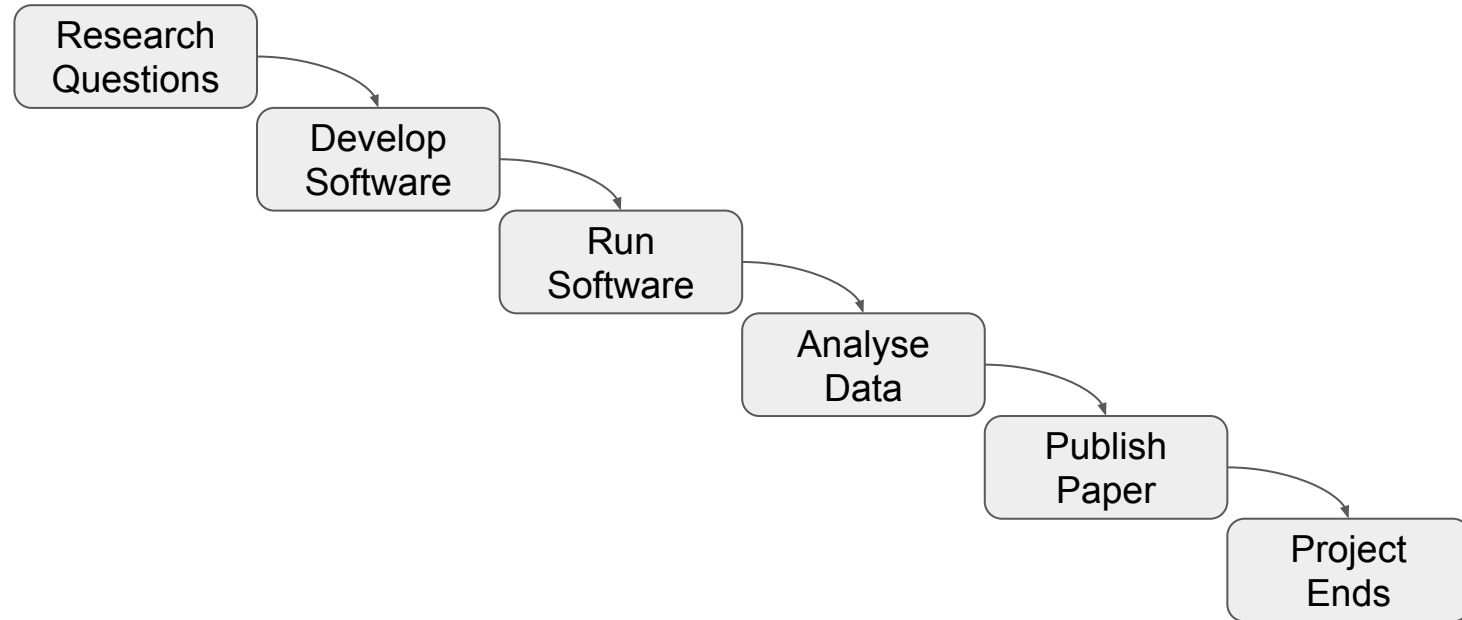 Research
Questions
Develop
Software
Run
Software
Analyse
Data
Publish
Paper
Project
Ends